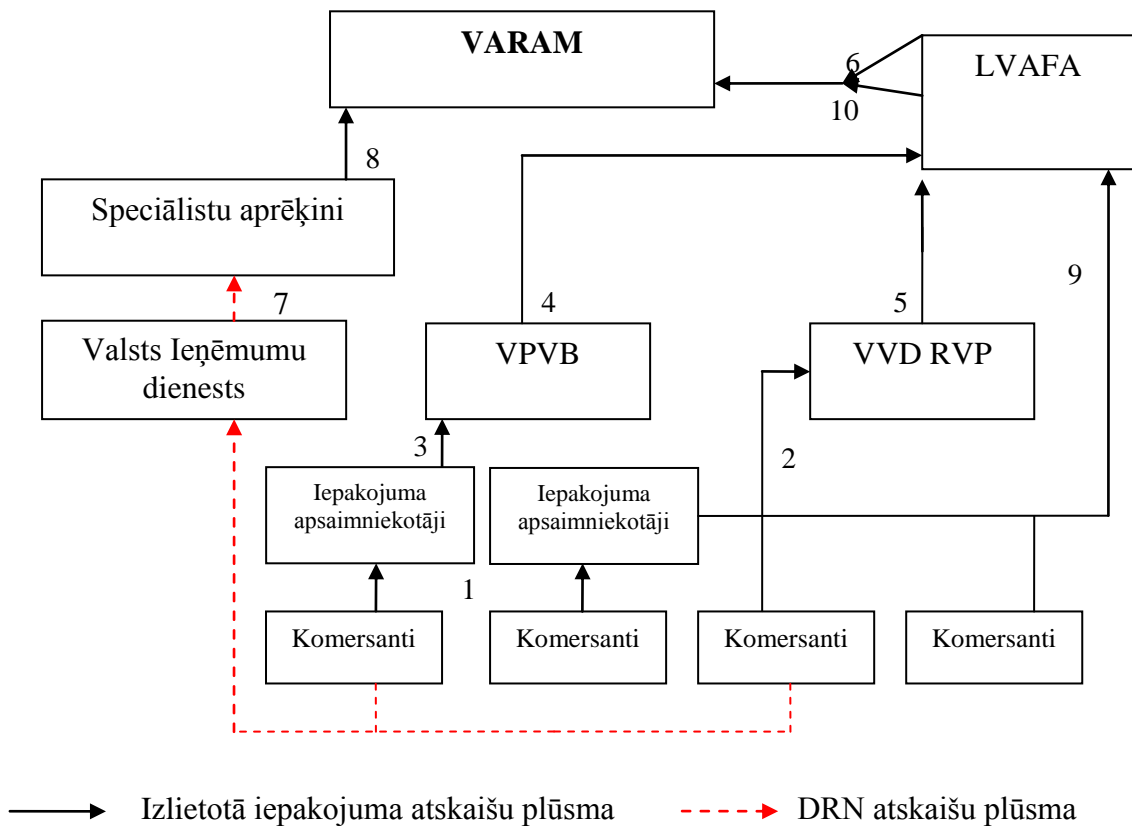 VARAM
LVAFA
6
10
8
Speciālistu aprēķini
9
7
4
5
Valsts Ieņēmumu
dienests
VPVB
VVD RVP
3
2
Iepakojuma
apsaimniekotāji
Iepakojuma
apsaimniekotāji
1
Komersanti
Komersanti
Komersanti
Komersanti
Izlietotā iepakojuma atskaišu plūsma
DRN atskaišu plūsma